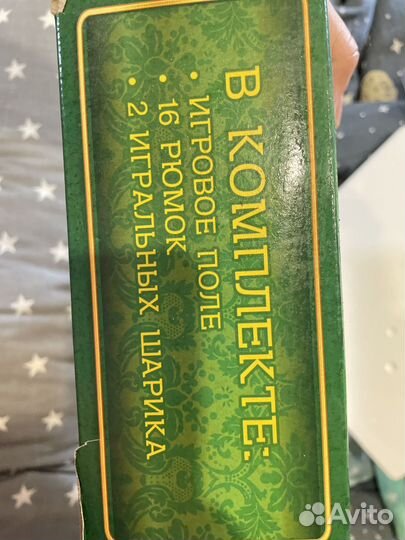 В КОМПЛЕКТЕ:
• ИГРОВОЕ ПОЛЕ
• 16 РЮМОК
• 2 ИГРАЛЬНЫХ ШАРИКА
Avito